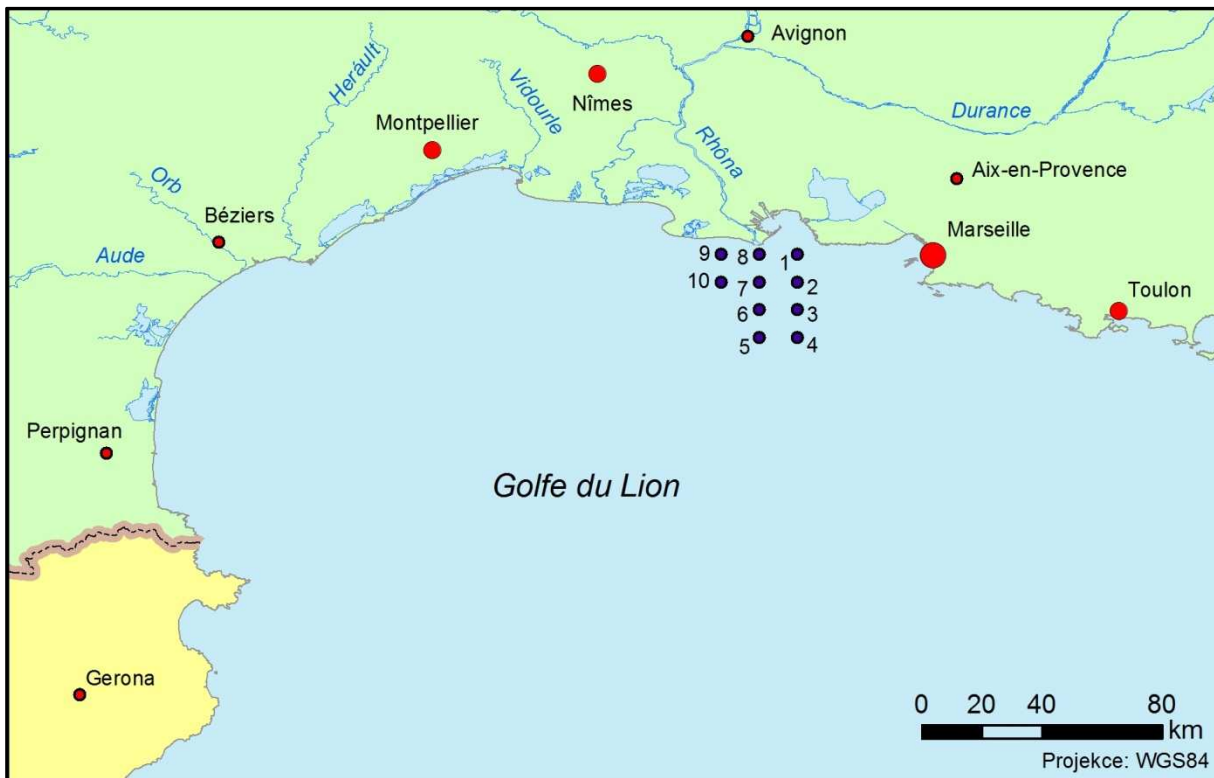 Avignon
Heráult
Vidourle
Nîmes
Durance
Montpellier
Rhôna
Orb
Aix-en-Provence
Béziers
Marseille
Aude
9
8
1
10
7
2
Toulon
6
3
5
4
Perpignan
Golfe du Lion
Gerona
0 20 40 80
km
Projekce: WGS84